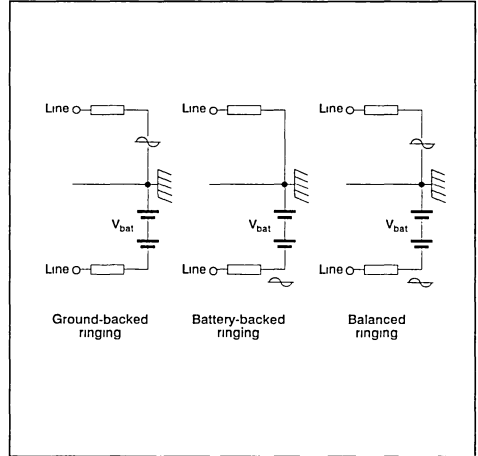 Line Line Line
V_bat V_bat V_bat
Line Line Line
Ground-backed ringing
Battery-backed ringing
Balanced ringing